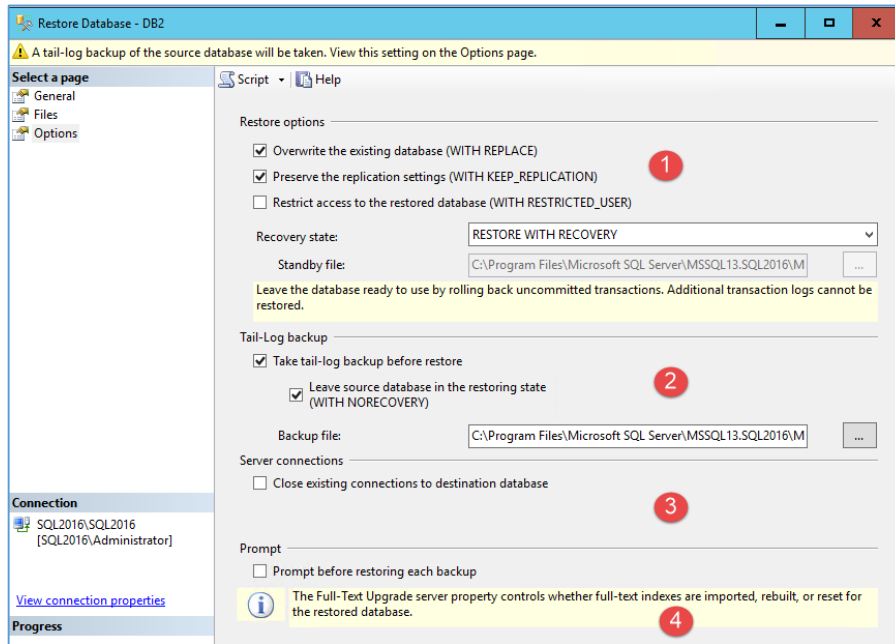 Restore Database - DB2
A tail-log backup of the source database will be taken. View this setting on the Options page.
Select a page
General
Files
Options
Script
Help
Restore options
Overwrite the existing database (WITH REPLACE)
Preserve the replication settings (WITH KEEP_REPLICATION)
1
Restrict access to the restored database (WITH RESTRICTED_USER)
Recovery state:
RESTORE WITH RECOVERY
Standby file:
C:\Program Files\Microsoft SQL Server\MSSQL13.SQL2016\M
...
Leave the database ready to use by rolling back uncommitted transactions. Additional transaction logs cannot be
restored.
Tail-Log backup
Take tail-log backup before restore
Leave source database in the restoring state
(WITH NORECOVERY)
2
Backup file:
C:\Program Files\Microsoft SQL Server\MSSQL13.SQL2016\M
...
Server connections
Close existing connections to destination database
3
Prompt
Prompt before restoring each backup
The Full-Text Upgrade server property controls whether full-text indexes are imported, rebuilt, or reset for
the restored database.
4
Connection
SQL2016\SQL2016
[SQL2016\Administrator]
View connection properties
Progress